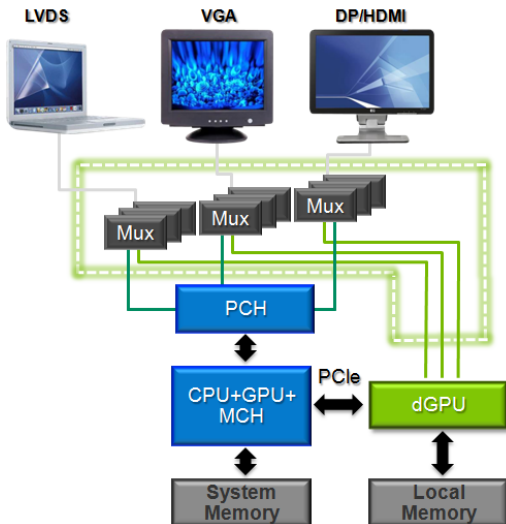 LVDS
VGA
DP/HDMI
Mux
Mux
Mux
PCH
PCIe
CPU+GPU+
MCH
dGPU
System
Memory
Local
Memory